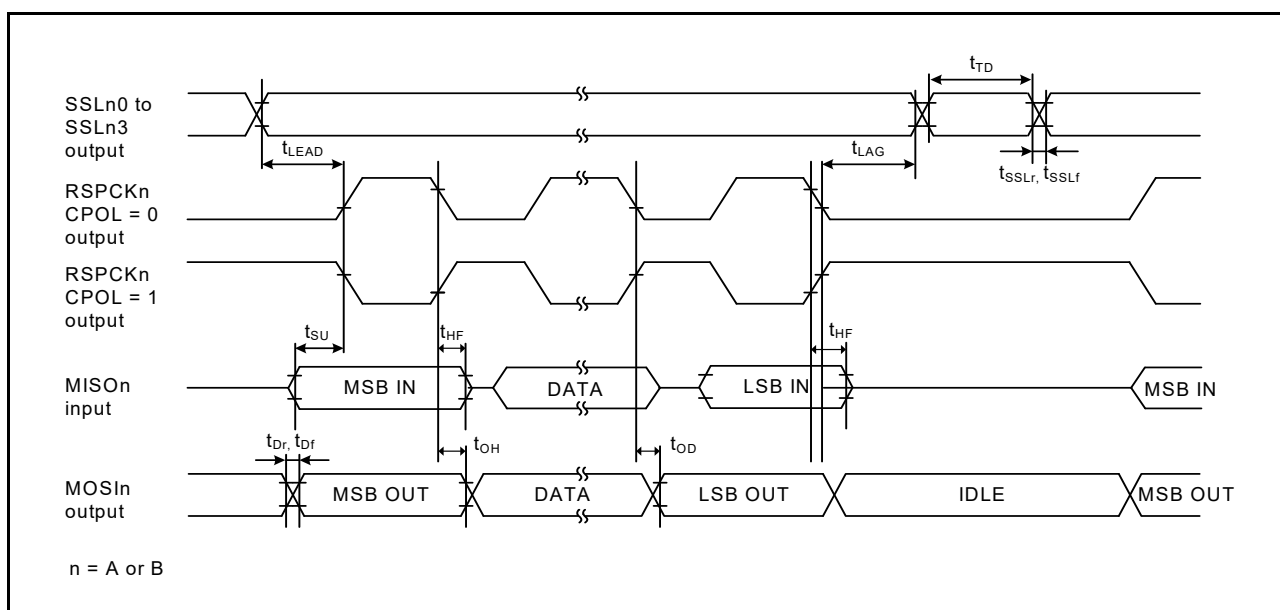 tTD
SSLn0 to
SSLn3
output
tLEAD
tLAG
tSSLr, tSSLf
RSPCKn
CPOL = 0
output
RSPCKn
CPOL = 1
output
tSU
tHF
tHF
MISOn
input
MSB IN
DATA
LSB IN
MSB IN
tDr, tDf
tOH
tOD
MOSIn
output
MSB OUT
DATA
LSB OUT
IDLE
MSB OUT
n = A or B